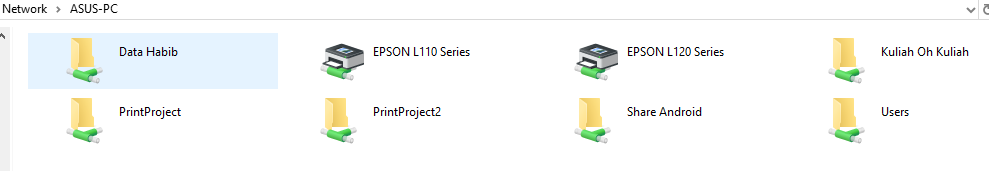 Network > ASUS-PC
Data Habib
EPSON L110 Series
EPSON L120 Series
Kuliah Oh Kuliah
PrintProject
PrintProject2
Share Android
Users